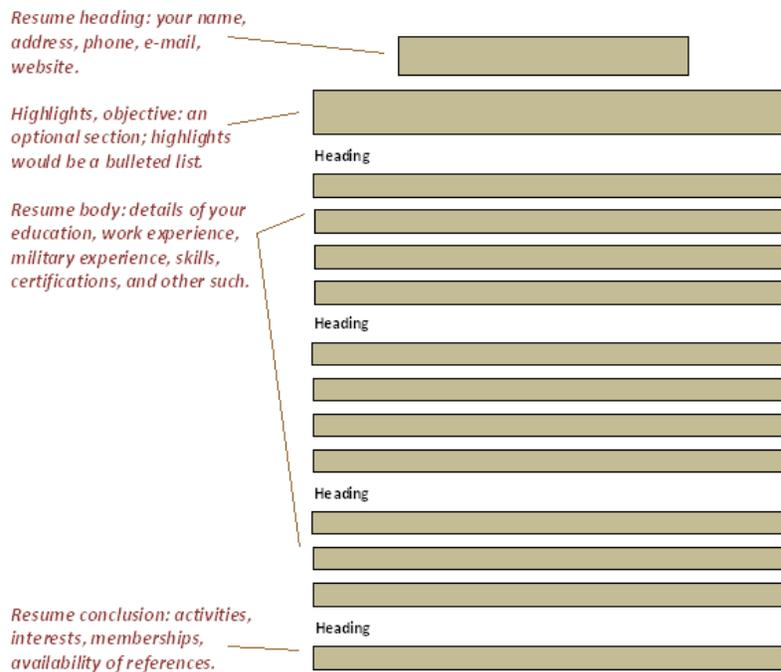 Resume heading: your name,
address, phone, e-mail,
website.
Highlights, objective: an
optional section; highlights
would be a bulleted list.
Heading
Resume body: details of your
education, work experience,
military experience, skills,
certifications, and other such.
Heading
Heading
Resume conclusion: activities,
interests, memberships,
availability of references.
Heading